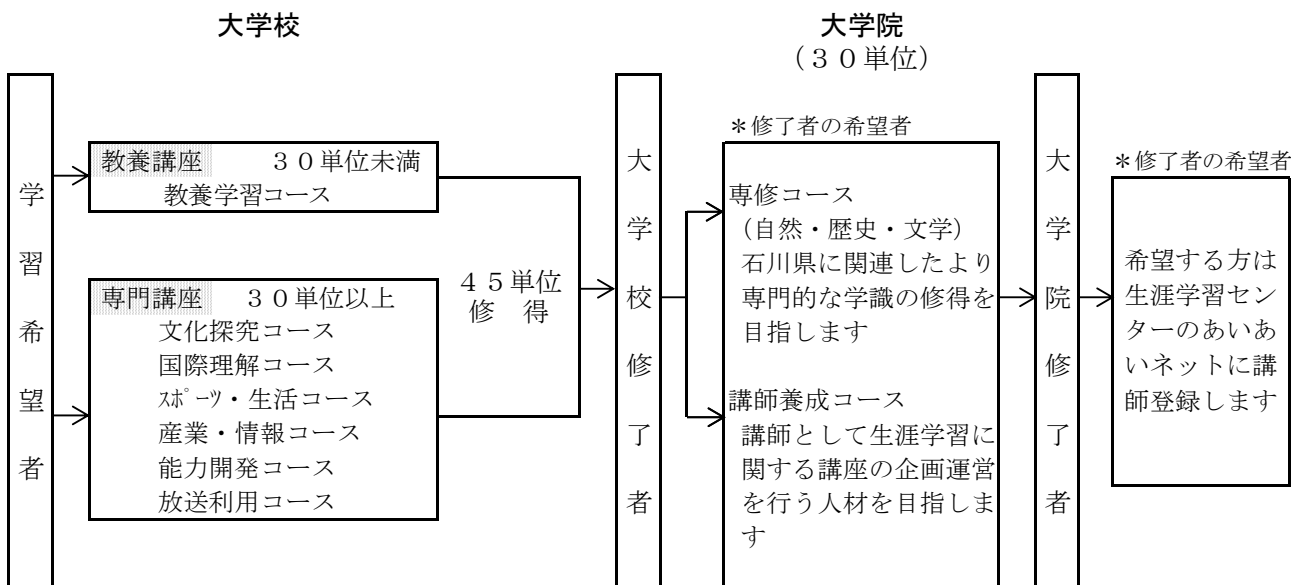 大学校
大学院
(30単位)
学習希望者
教養講座 30単位未満
教養学習コース
専門講座 30単位以上
文化探究コース
国際理解コース
ｽﾎﾟｰﾂ・生活コース
産業・情報コース
能力開発コース
放送利用コース
45単位
修 得
大学校修了者
*修了者の希望者
専修コース
(自然・歴史・文学)
石川県に関連したより
専門的な学識の修得を
目指します
講師養成コース
講師として生涯学習に
関する講座の企画運営
を行う人材を目指しま
す
大学院修了者
*修了者の希望者
希望する方は
生涯学習セン
ターのあいあ
いネットに講
師登録します